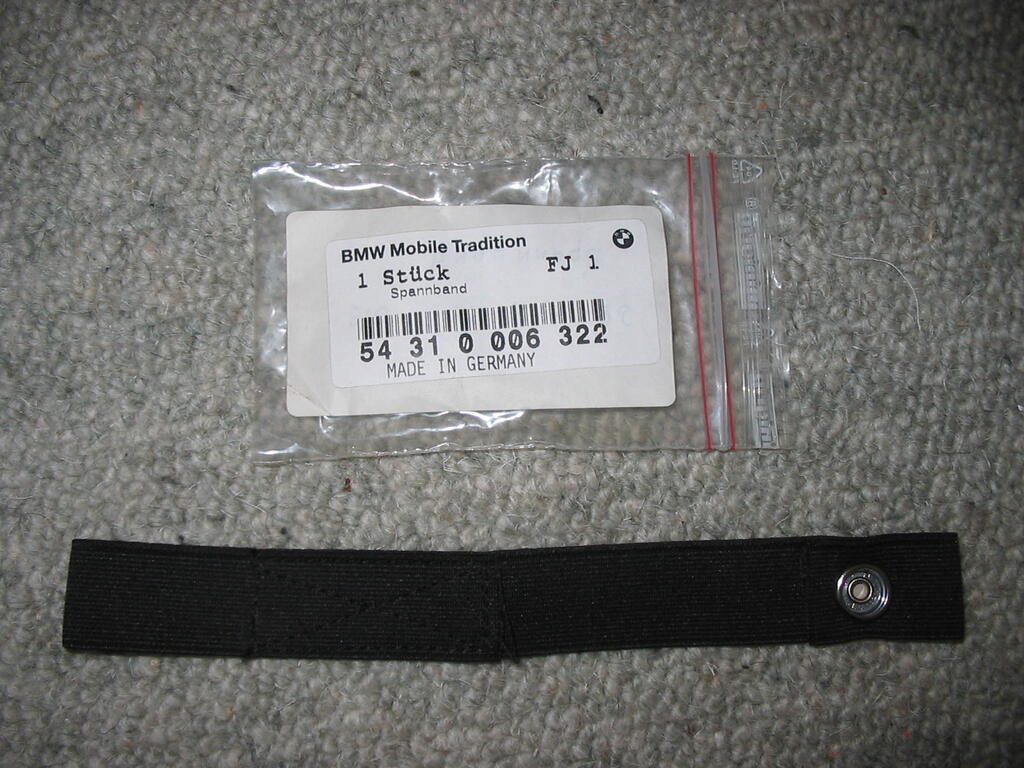 BMW Mobile Tradition
1 Stück FJ 1
Spannband
54 31 0 006 322
MADE IN GERMANY